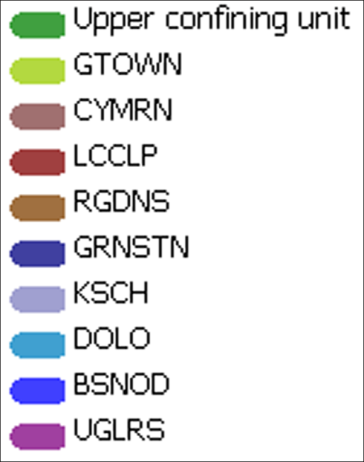 Upper confining unit
GTOWN
CYMRN
LCCLP
RGDNS
GRNSTN
KSCH
DOLO
BSNOD
UGLRS